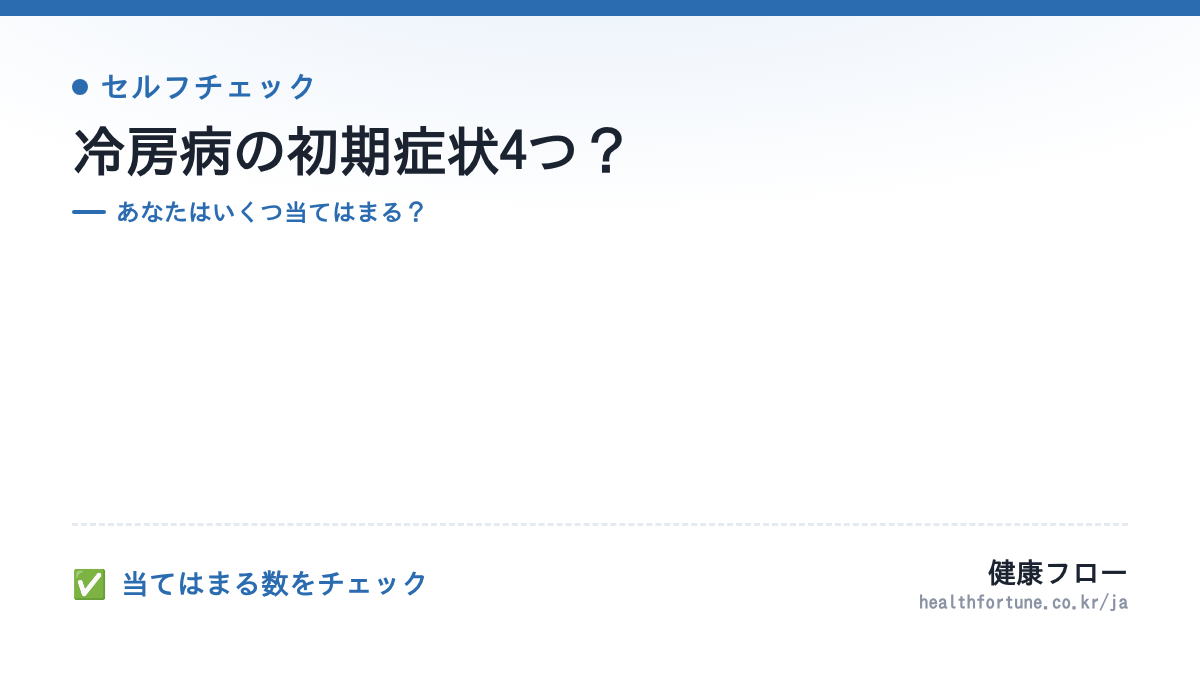 セルフチェック
冷房病の初期症状4つ？
あなたはいくつ当てはまる？
✅ 当てはまる数をチェック
健康フロー
healthfortune.co.kr/ja